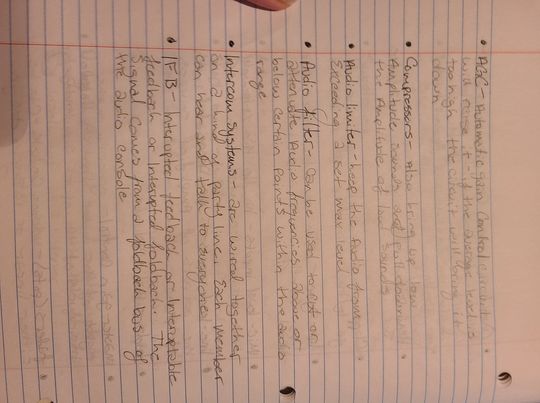 • AGC - Automatic gain control circuit
will raise it - if the average level is
too high the circuit will bring it
down
• Compressors - Also bring up low
Amplitude sounds and pull down
the Amplitude of loud sounds
• Audio limiter - keep the audio from
Exceeding a set max level
• Audio filter - Can be used to cut or
attenuate Audio frequencies above or
below certain points within the audio
range
• Intercom systems - are wired together
on a kind of party line. Each member
can hear and talk to everyone
• IFB - Interrupted feedback or Interruptable
feedback or Interrupted foldback. The
signal comes from a foldback bus of
the audio console